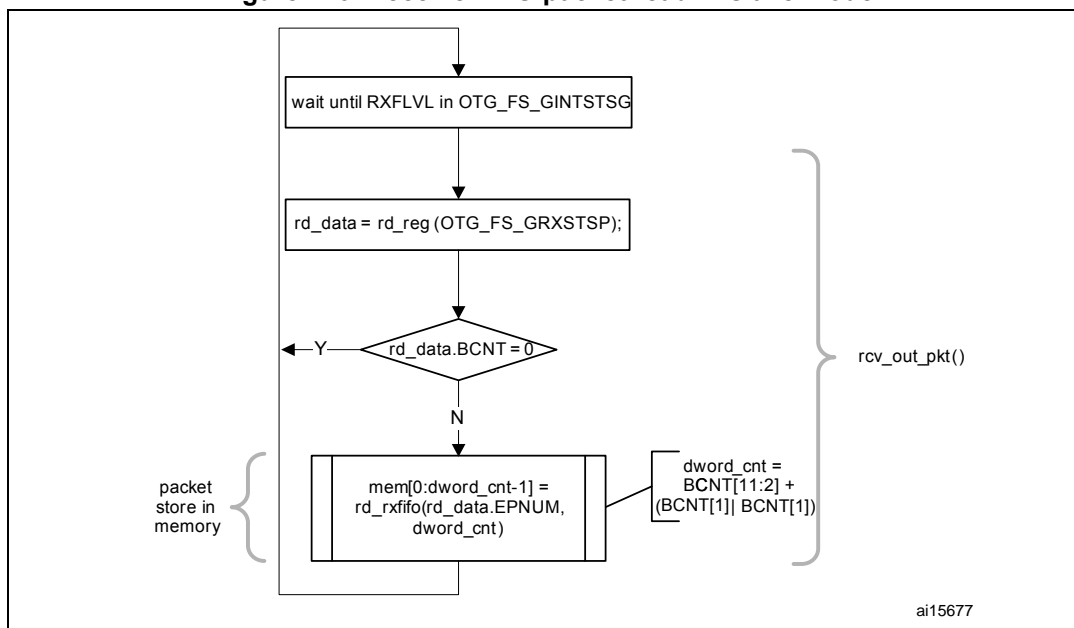 wait until RXFLVL in OTG_FS_GINTSTSG
rd_data = rd_reg (OTG_FS_GRXSTSP);
rd_data.BCNT = 0
Y
rcv_out_pkt()
N
packet
store in
memory
mem[0:dword_cnt-1] =
rd_rxfifo(rd_data.EPNUM,
dword_cnt)
dword_cnt =
BCNT[11:2] +
(BCNT[1]| BCNT[1])
ai15677